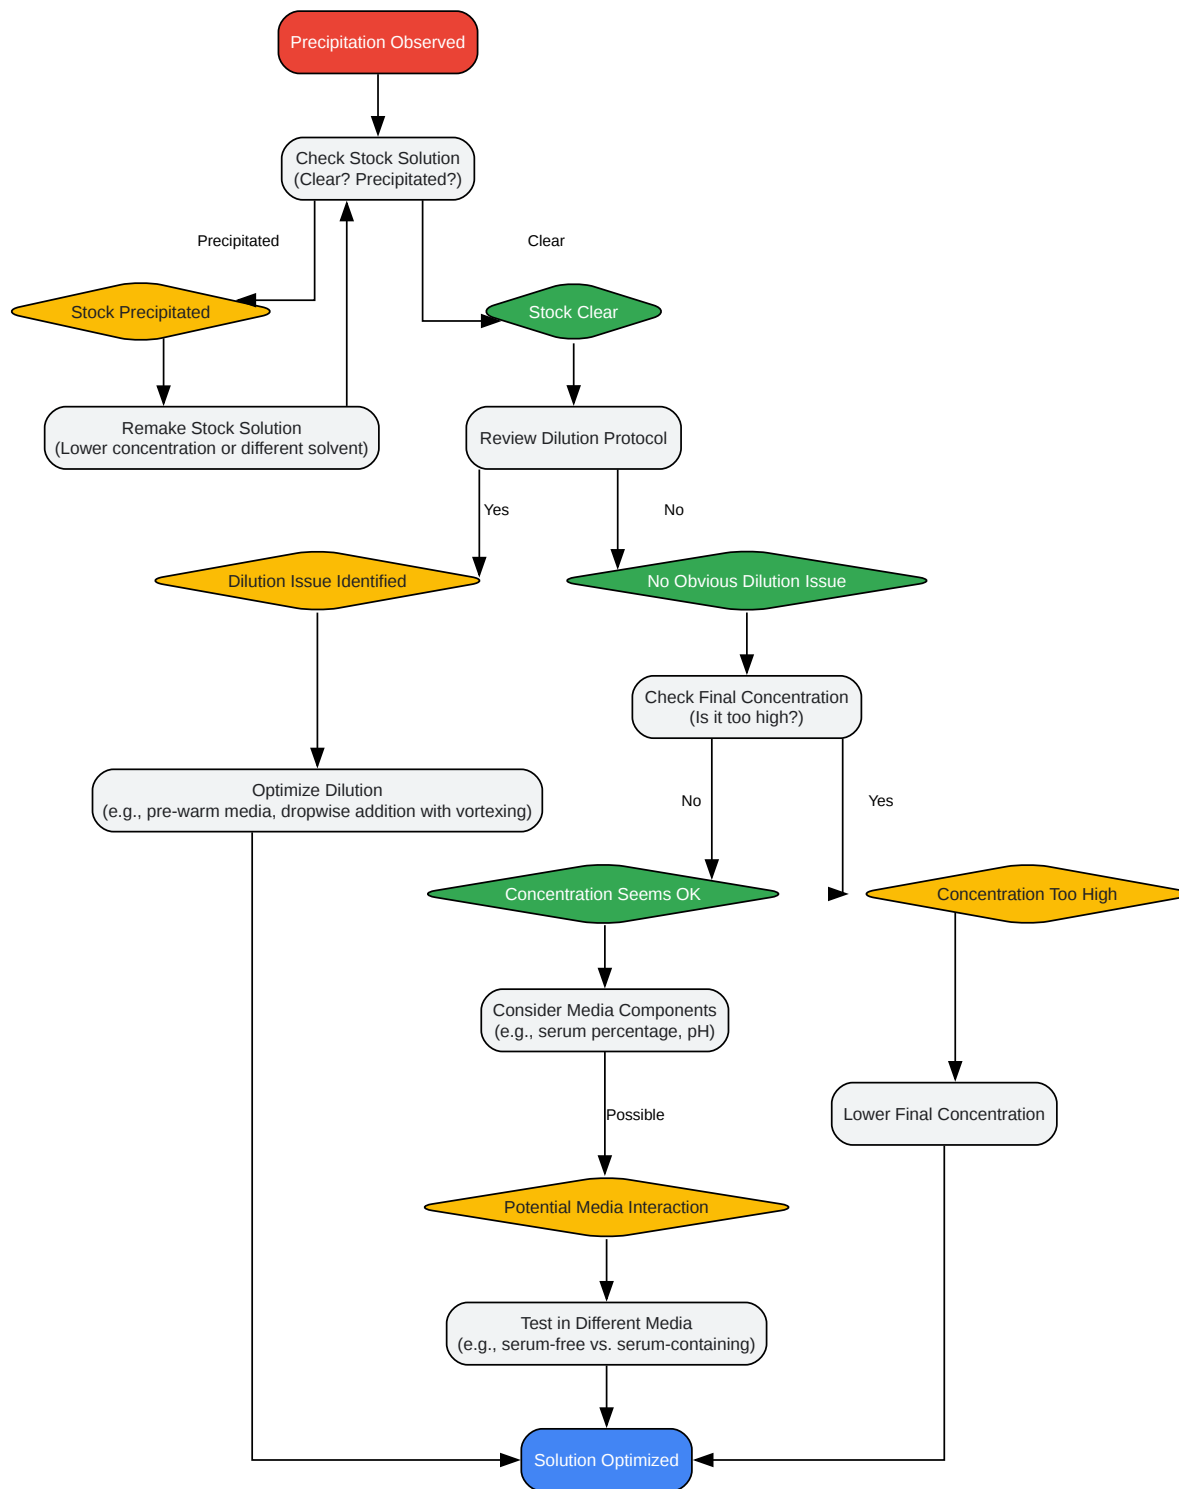 Precipitation Observed
Check Stock Solution
(Clear? Precipitated?)
Precipitated
Clear
Stock Precipitated
Stock Clear
Remake Stock Solution
(Lower concentration or different solvent)
Review Dilution Protocol
Yes
No
Dilution Issue Identified
No Obvious Dilution Issue
Check Final Concentration
(Is it too high?)
Optimize Dilution
(e.g., pre-warm media, dropwise addition with vortexing)
No
Yes
Concentration Seems OK
Concentration Too High
Consider Media Components
(e.g., serum percentage, pH)
Possible
Lower Final Concentration
Potential Media Interaction
Test in Different Media
(e.g., serum-free vs. serum-containing)
Solution Optimized